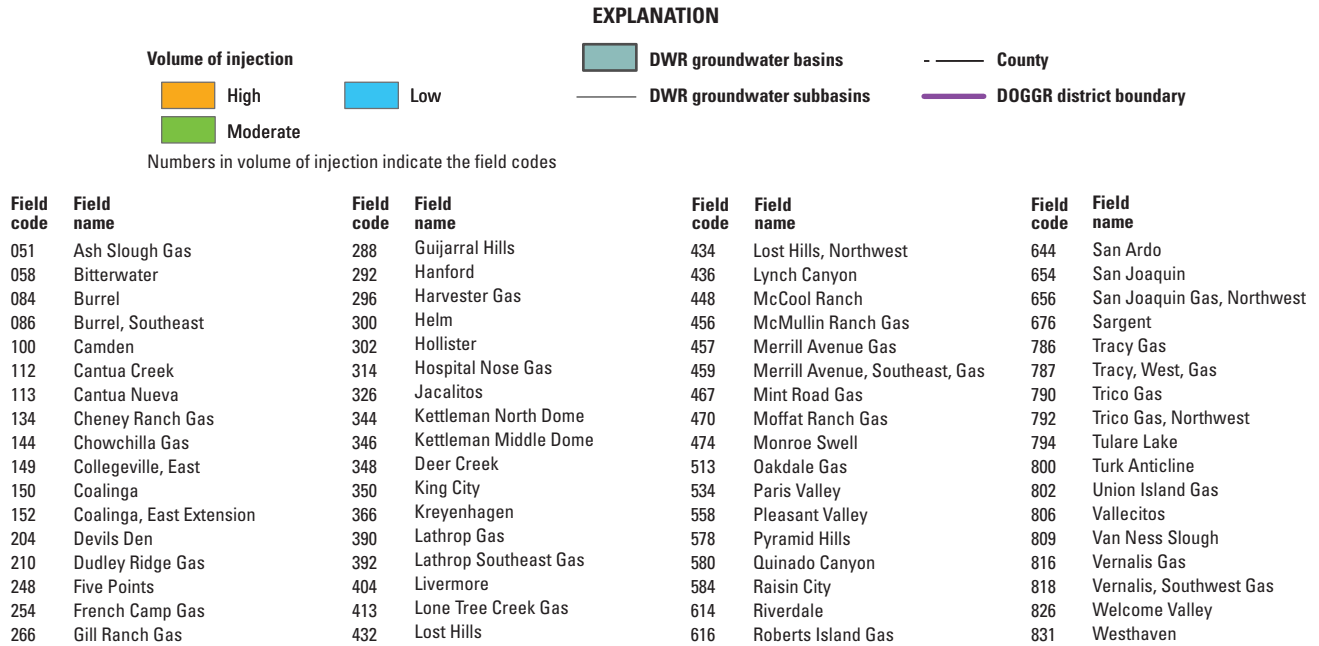 EXPLANATION
Volume of injection
High
Low
Moderate
Numbers in volume of injection indicate the field codes
DWR groundwater basins
DWR groundwater subbasins
County
DOGGR district boundary
Field code Field name
051 Ash Slough Gas
058 Bitterwater
084 Burrel
086 Burrel, Southeast
100 Camden
112 Cantua Creek
113 Cantua Nueva
134 Cheney Ranch Gas
144 Chowchilla Gas
149 Collegeville, East
150 Coalinga
152 Coalinga, East Extension
204 Devils Den
210 Dudley Ridge Gas
248 Five Points
254 French Camp Gas
266 Gill Ranch Gas
Field code Field name
288 Guijarral Hills
292 Hanford
296 Harvester Gas
300 Helm
302 Hollister
314 Hospital Nose Gas
326 Jacalitos
344 Kettleman North Dome
346 Kettleman Middle Dome
348 Deer Creek
350 King City
366 Kreyenhagen
390 Lathrop Gas
392 Lathrop Southeast Gas
404 Livermore
413 Lone Tree Creek Gas
432 Lost Hills
Field code Field name
434 Lost Hills, Northwest
436 Lynch Canyon
448 McCool Ranch
456 McMullin Ranch Gas
457 Merrill Avenue Gas
459 Merrill Avenue, Southeast, Gas
467 Mint Road Gas
470 Moffat Ranch Gas
474 Monroe Swell
513 Oakdale Gas
534 Paris Valley
558 Pleasant Valley
578 Pyramid Hills
580 Quinado Canyon
584 Raisin City
614 Riverdale
616 Roberts Island Gas
Field code Field name
644 San Ardo
654 San Joaquin
656 San Joaquin Gas, Northwest
676 Sargent
786 Tracy Gas
787 Tracy, West, Gas
790 Trico Gas
792 Trico Gas, Northwest
794 Tulare Lake
800 Turk Anticline
802 Union Island Gas
806 Vallecitos
809 Van Ness Slough
816 Vernalis Gas
818 Vernalis, Southwest Gas
826 Welcome Valley
831 Westhaven